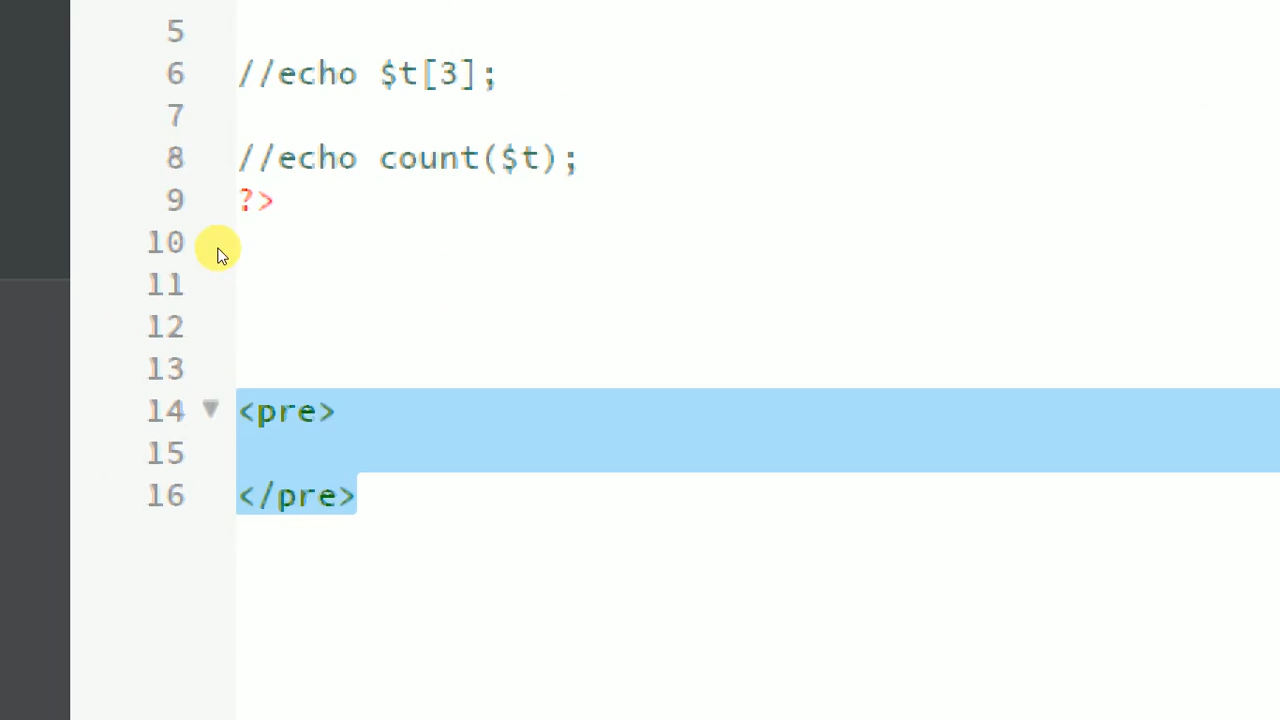 5
6 //echo $t[3];
7
8 //echo count($t);
9 ?>
10
11
12
13
14 <pre>
15
16 </pre>